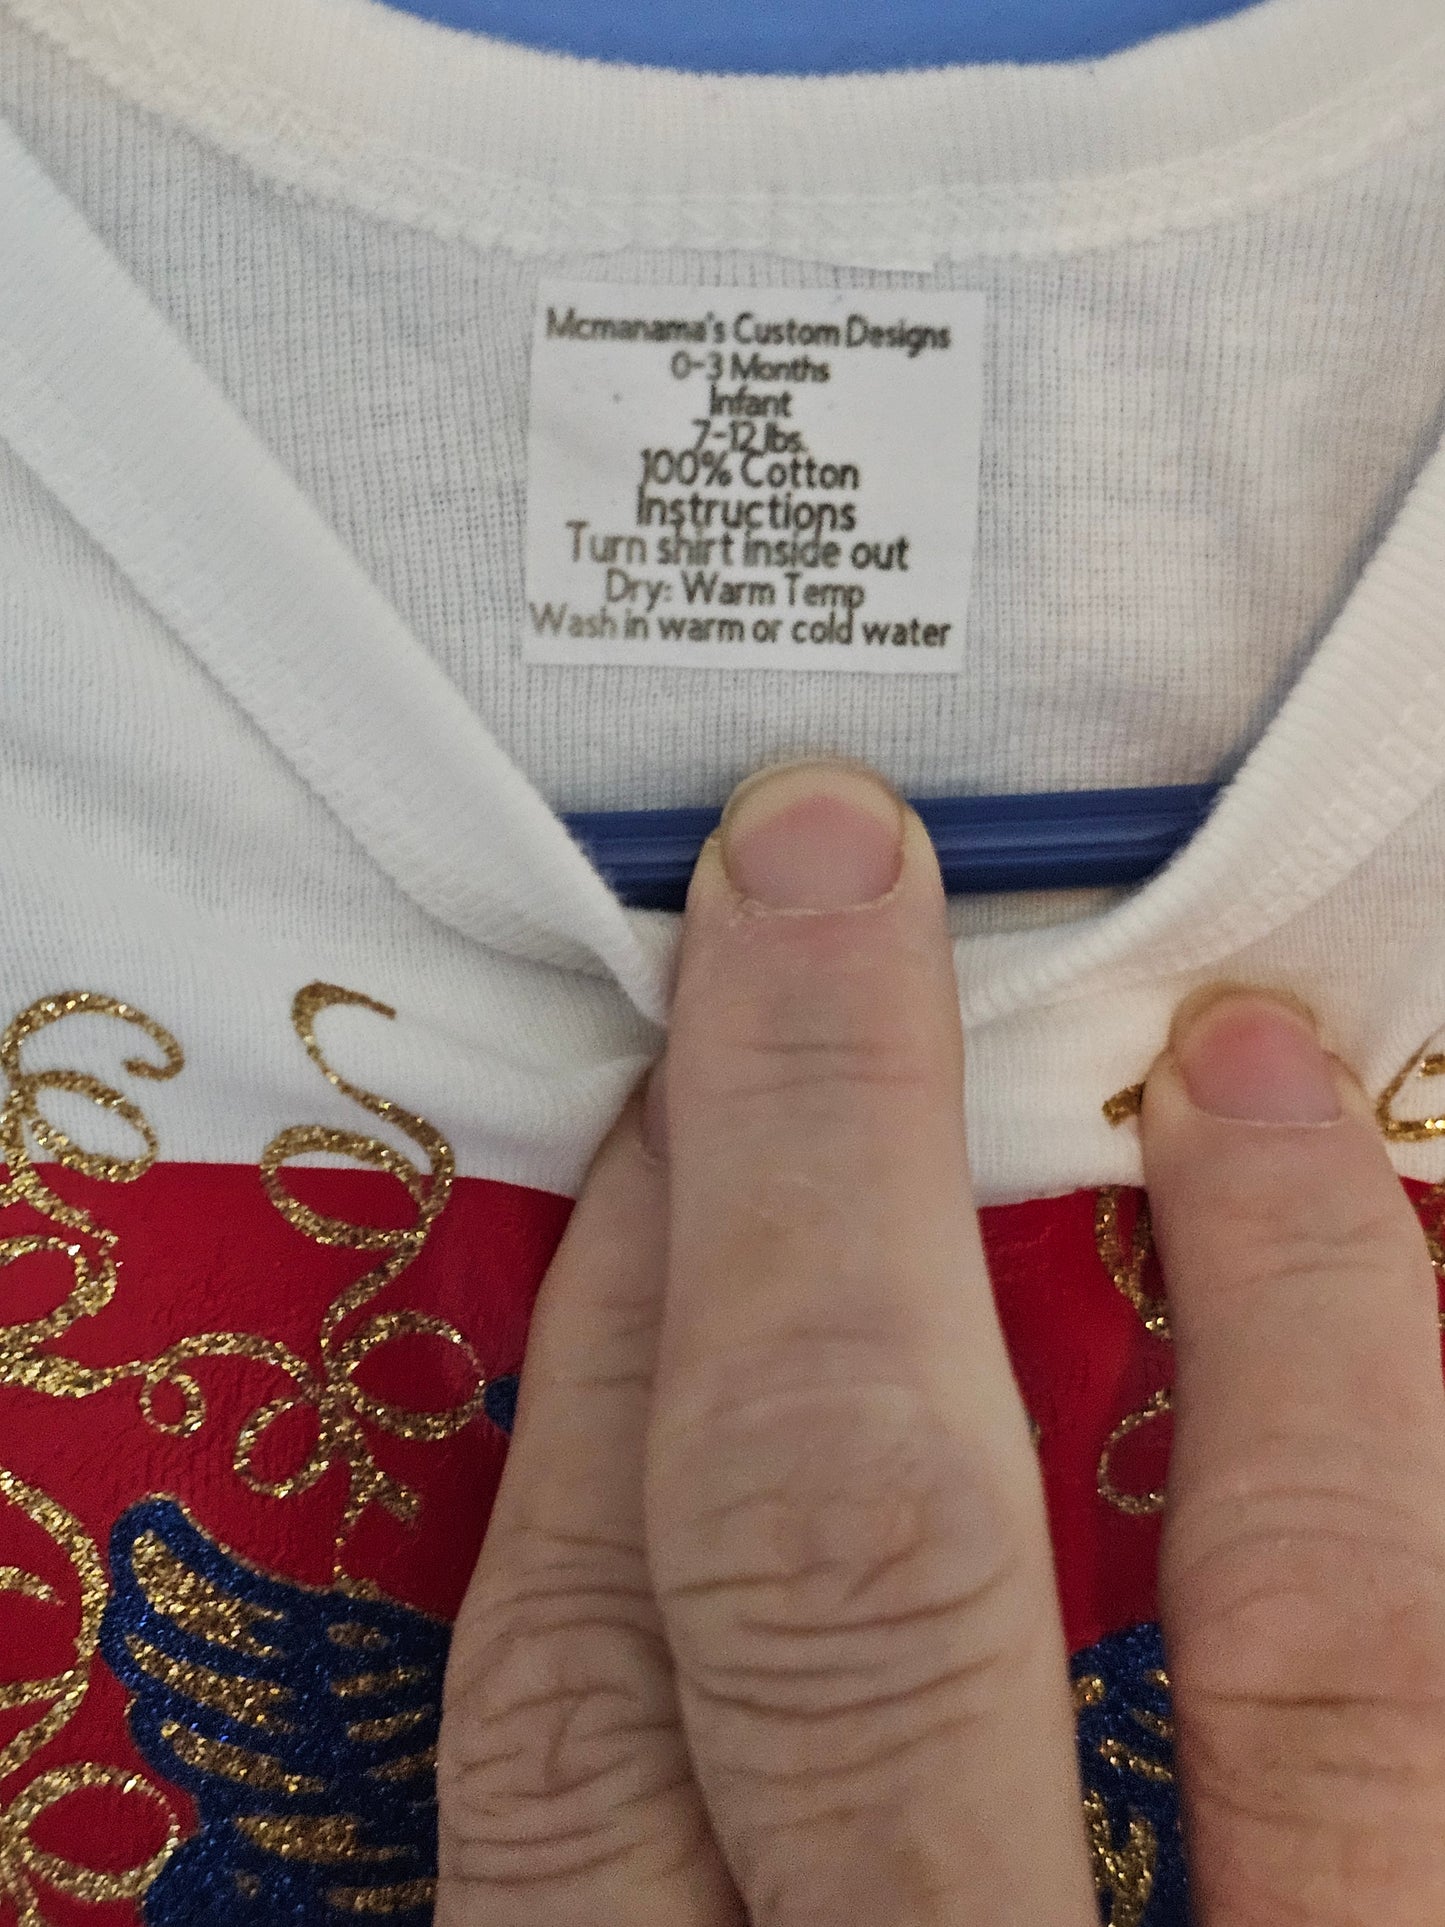 Mcmanama's Custom Designs
0-3 Months
Infant
7-12 lbs.
100% Cotton
Instructions
Turn shirt inside out
Dry: Warm Temp
Wash in warm or cold water